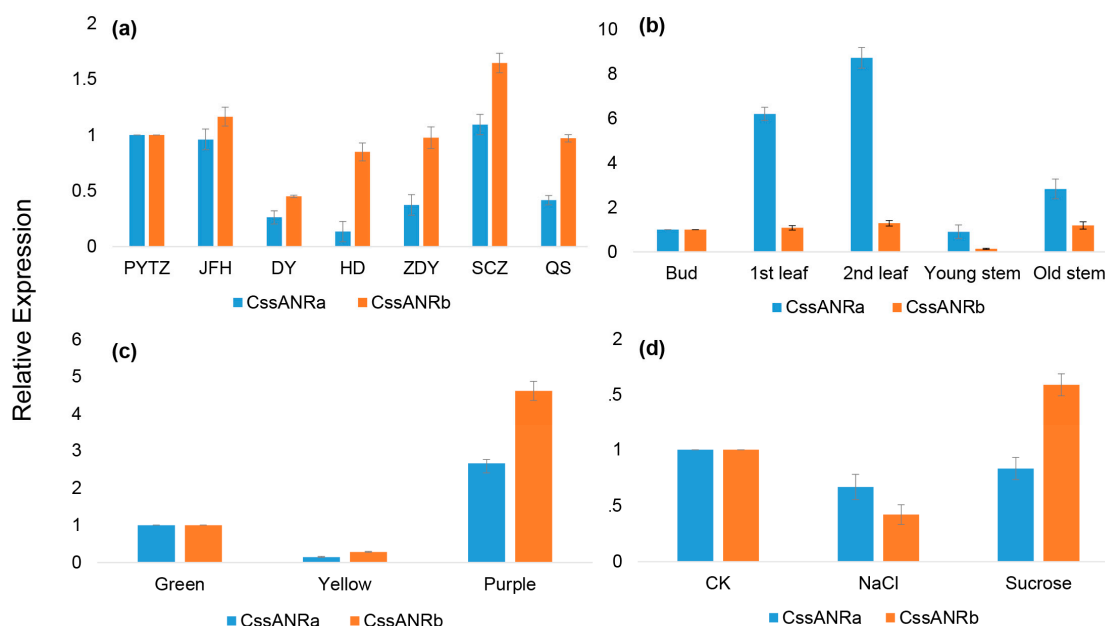 Relative Expression
(a)
2
1.5
1
0.5
0
PYTZ JFH DY HD ZDY SCZ QS
CssANRa CssANRb
(b)
10
8
6
4
2
0
Bud 1st leaf 2nd leaf Young stem Old stem
CssANRa CssANRb
(c)
6
5
4
3
2
1
0
Green Yellow Purple
CssANRa CssANRb
(d)
2
.5
1
.5
0
CK NaCl Sucrose
CssANRa CssANRb